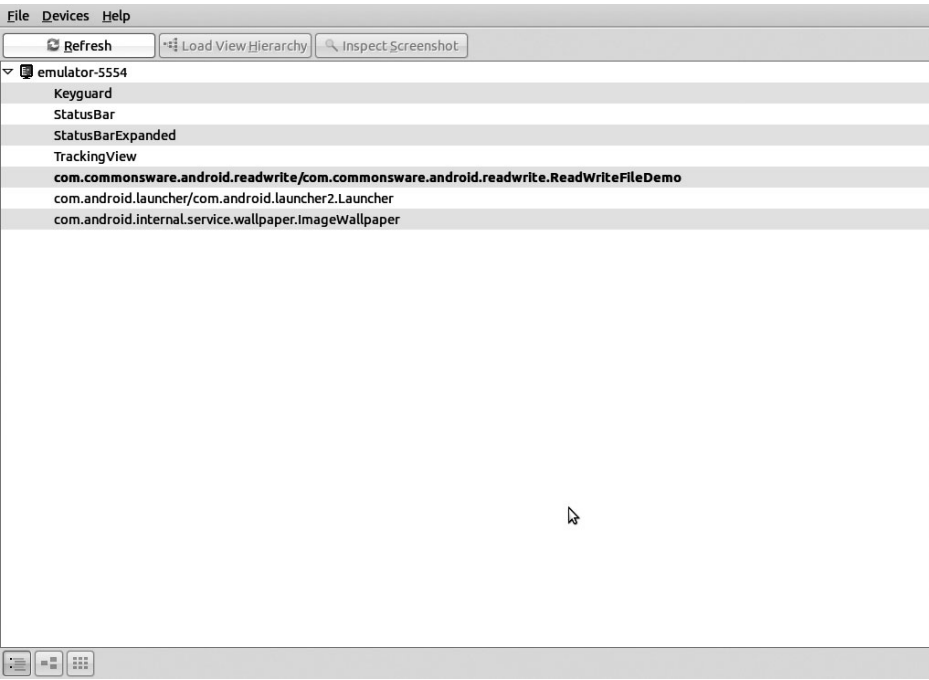 File Devices Help
Refresh Load View Hierarchy Inspect Screenshot
emulator-5554
Keyguard
StatusBar
StatusBarExpanded
TrackingView
com.commonsware.android.readwrite/com.commonsware.android.readwrite.ReadWriteFileDemo
com.android.launcher/com.android.launcher2.Launcher
com.android.internal.service.wallpaper.ImageWallpaper